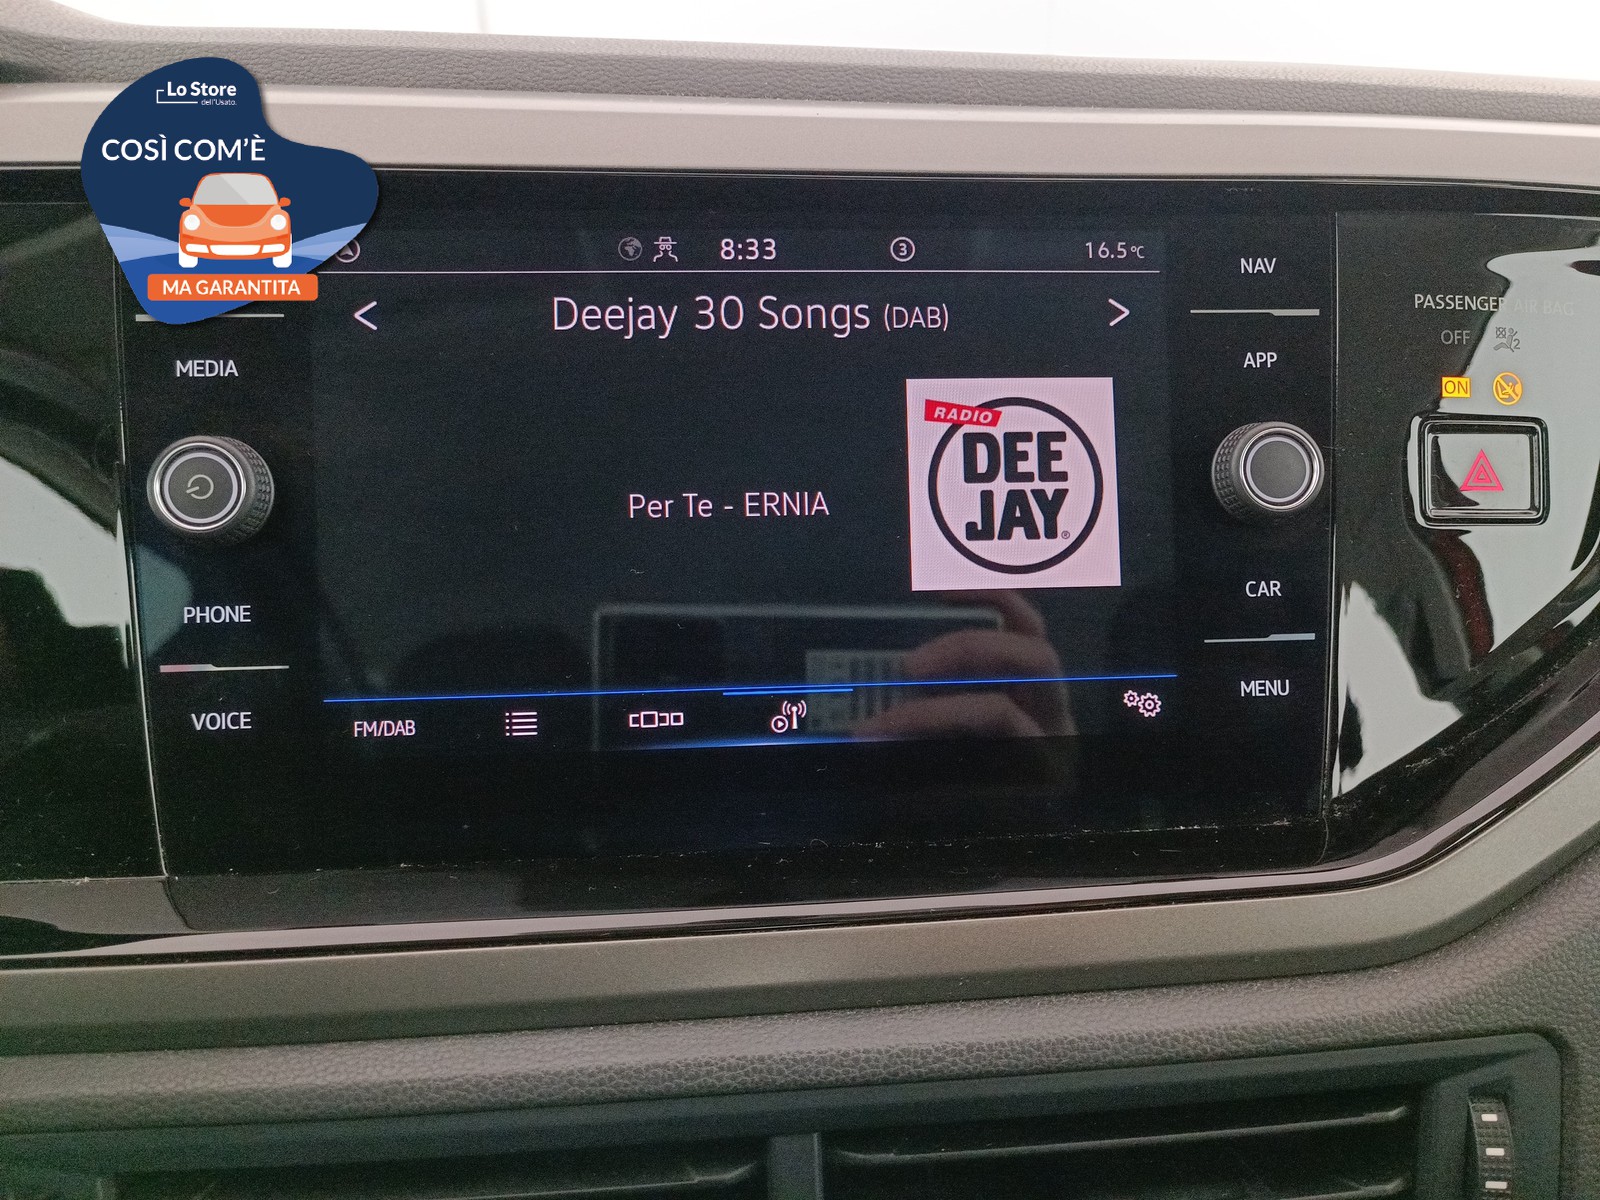 Lo Store
dell'Usato.
COSÌ COM'È
MA GARANTITA
8:33
3
16.5°C
Deejay 30 Songs (DAB)
RADIO
DEE
JAY®
Per Te - ERNIA
FM/DAB
MEDIA
PHONE
VOICE
NAV
APP
CAR
MENU
PASSENGER AIR BAG
OFF
2
ON